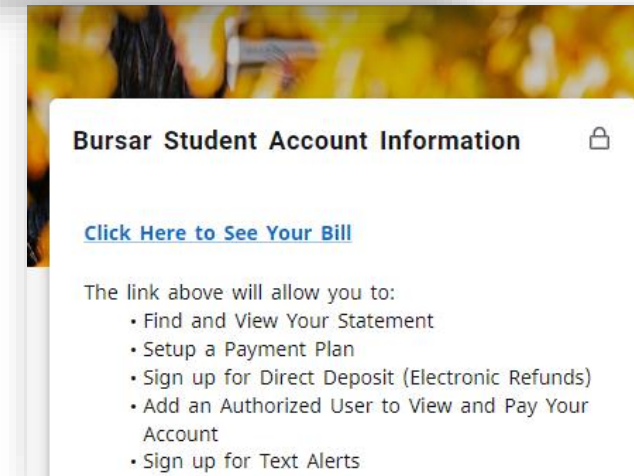 Bursar Student Account Information
Click Here to See Your Bill
The link above will allow you to:
• Find and View Your Statement
• Setup a Payment Plan
• Sign up for Direct Deposit (Electronic Refunds)
• Add an Authorized User to View and Pay Your
Account
• Sign up for Text Alerts